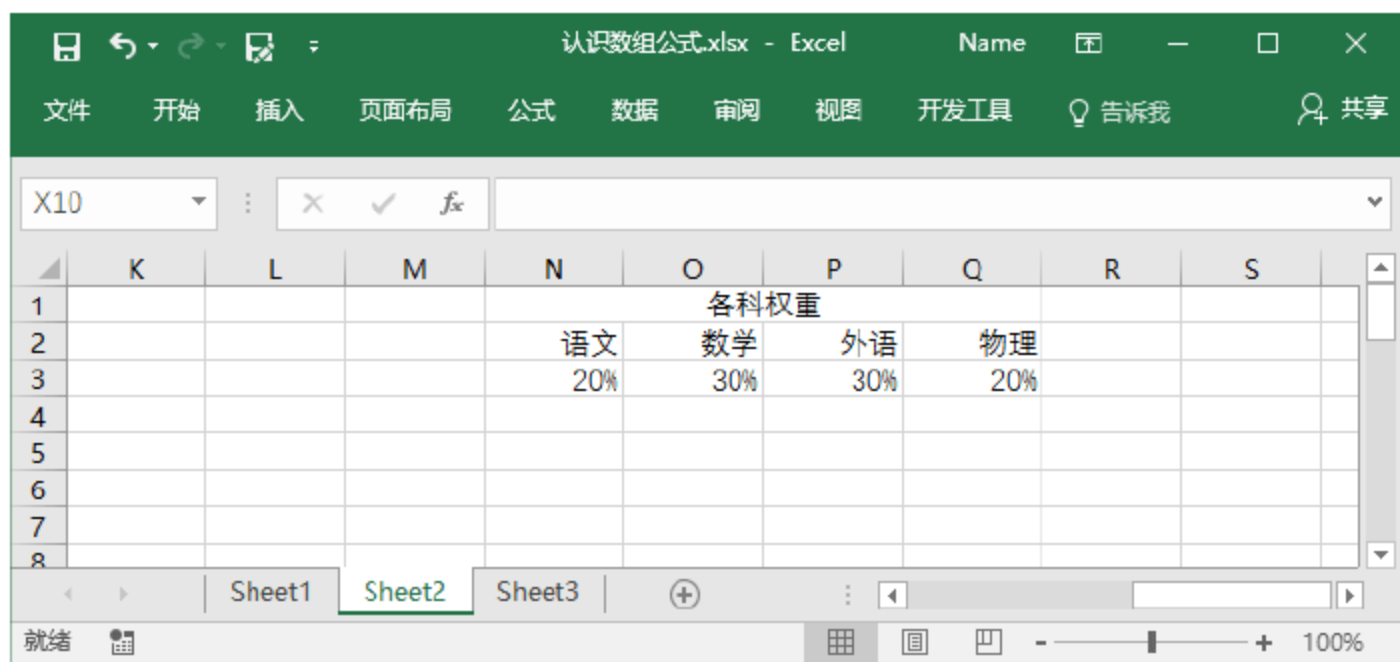 认识数组公式.xlsx - Excel Name
文件 开始 插入 页面布局 公式 数据 审阅 视图 开发工具 告诉我 共享
X10 fx
K L M N O P Q R S
1 各科权重
2 语文 数学 外语 物理
3 20% 30% 30% 20%
4
5
6
7
8
Sheet1 Sheet2 Sheet3
就绪 - + 100%